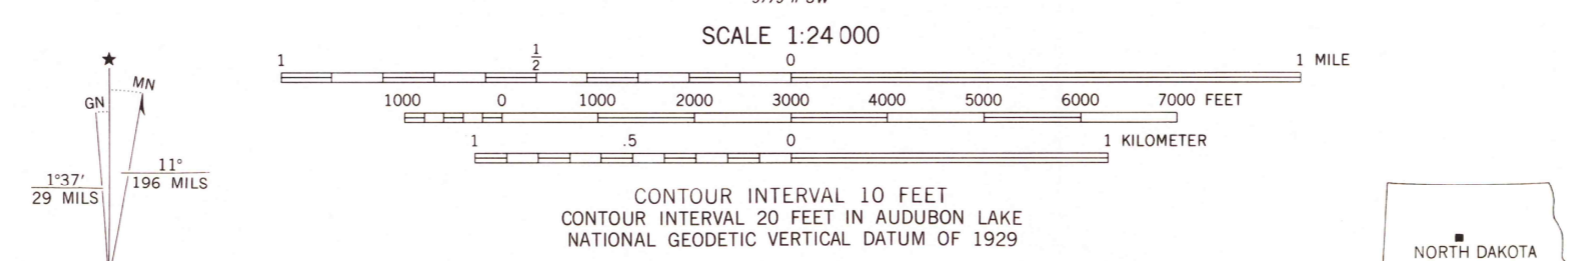 SCALE 1:24 000
1 1/2 0 1 MILE
1000 0 1000 2000 3000 4000 5000 6000 7000 FEET
1 .5 0 1 KILOMETER
MN
GN
1°37'
29 MILS
11°
196 MILS
CONTOUR INTERVAL 10 FEET
CONTOUR INTERVAL 20 FEET IN AUDUBON LAKE
NATIONAL GEODETIC VERTICAL DATUM OF 1929
NORTH DAKOTA